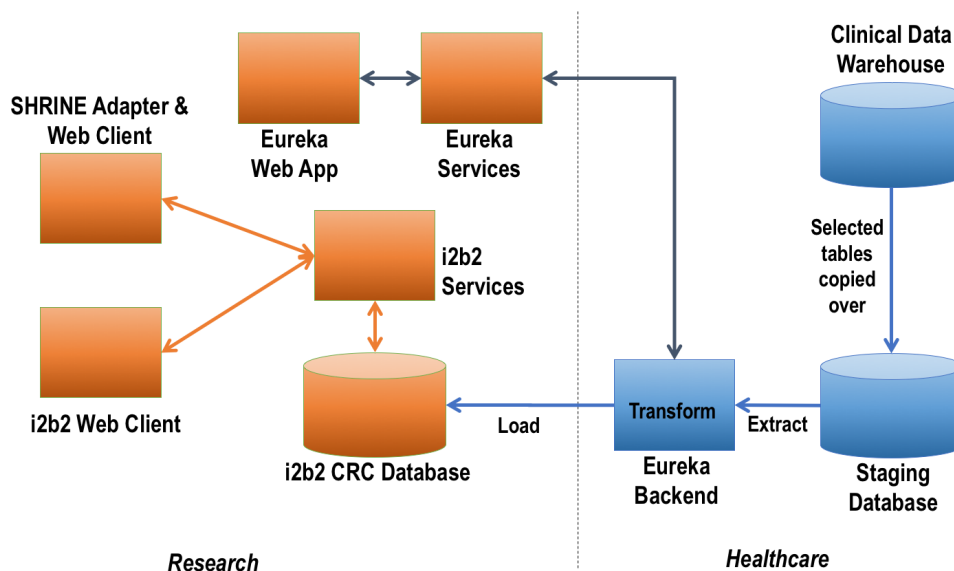 Clinical Data
Warehouse
SHRINE Adapter &
Web Client
Eureka
Web App
Eureka
Services
Selected
tables
copied
over
i2b2
Services
i2b2 Web Client
Load
Transform
Extract
i2b2 CRC Database
Eureka
Backend
Staging
Database
Research
Healthcare